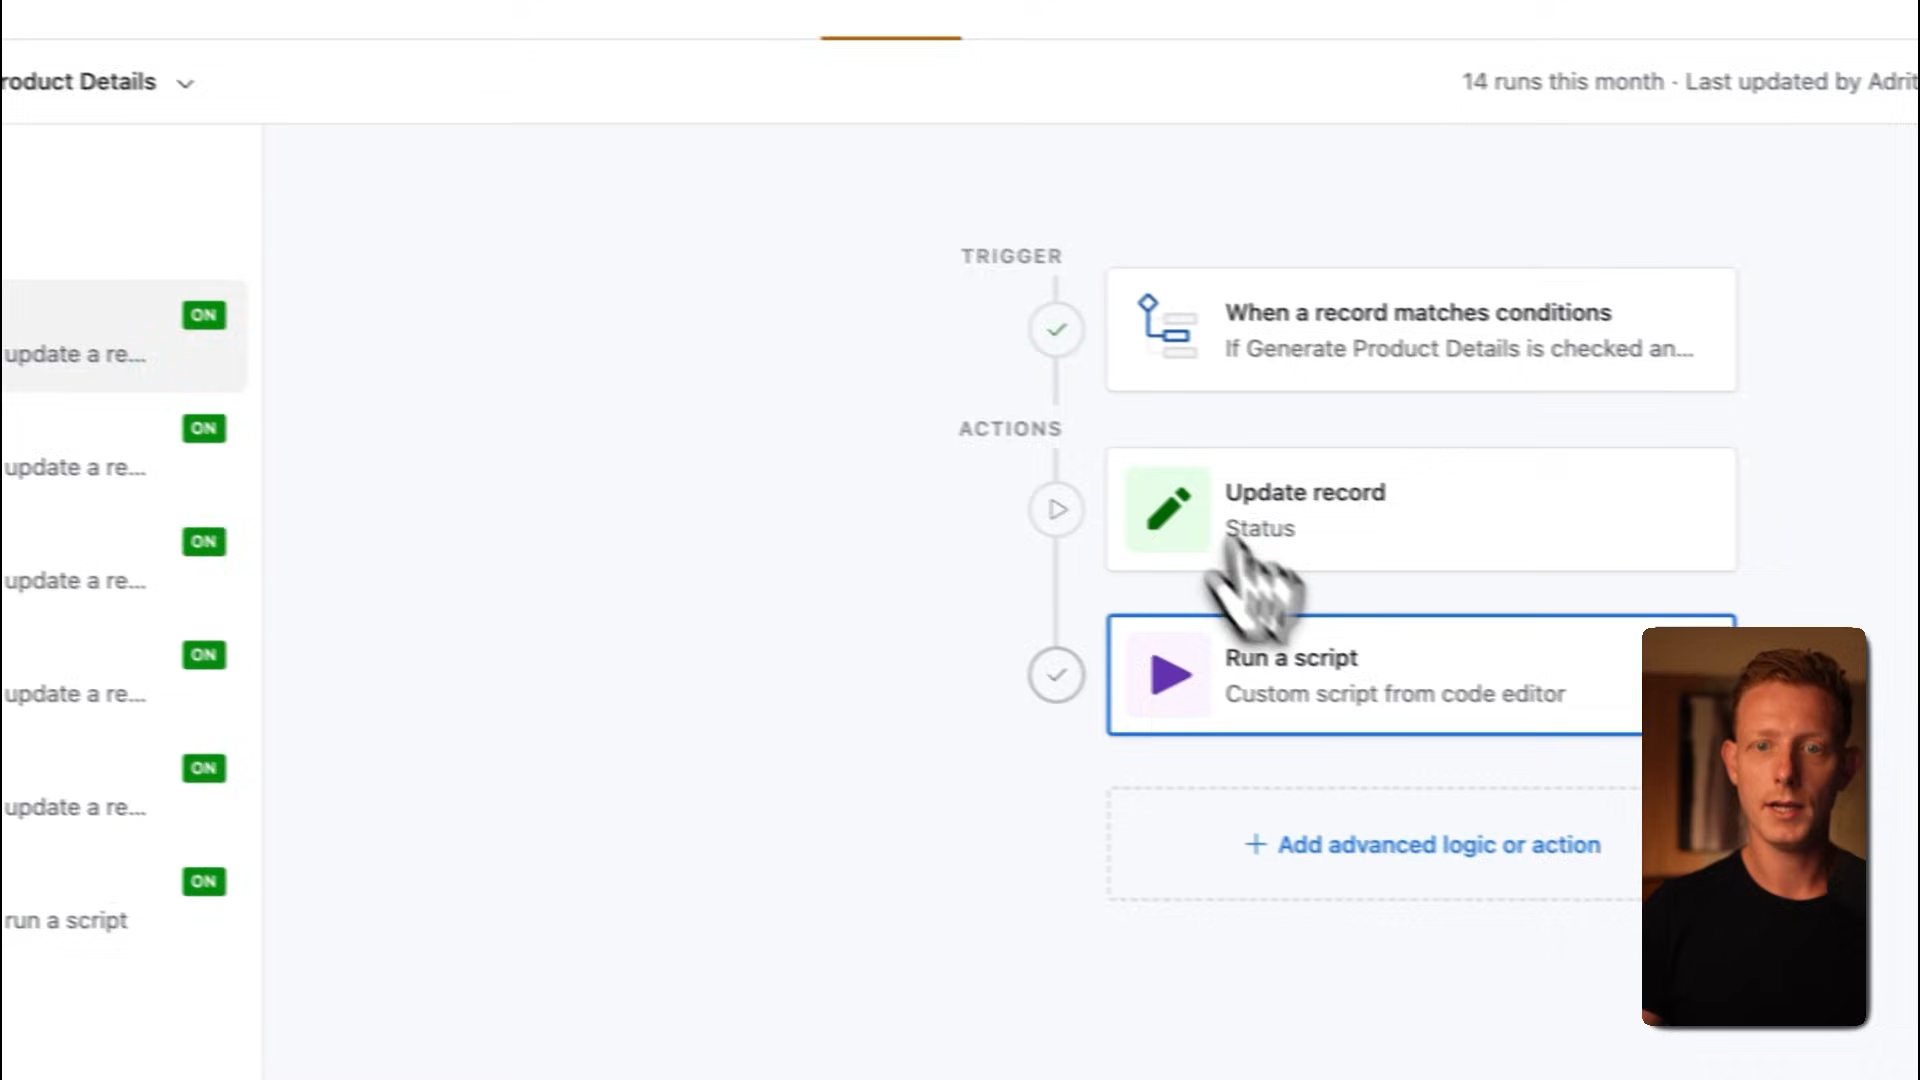 roduct Details
14 runs this month · Last updated by Adrit
ON
update a re...
ON
update a re...
ON
update a re...
ON
update a re...
ON
update a re...
ON
run a script
TRIGGER
When a record matches conditions
If Generate Product Details is checked an...
ACTIONS
Update record
Status
Run a script
Custom script from code editor
+ Add advanced logic or action